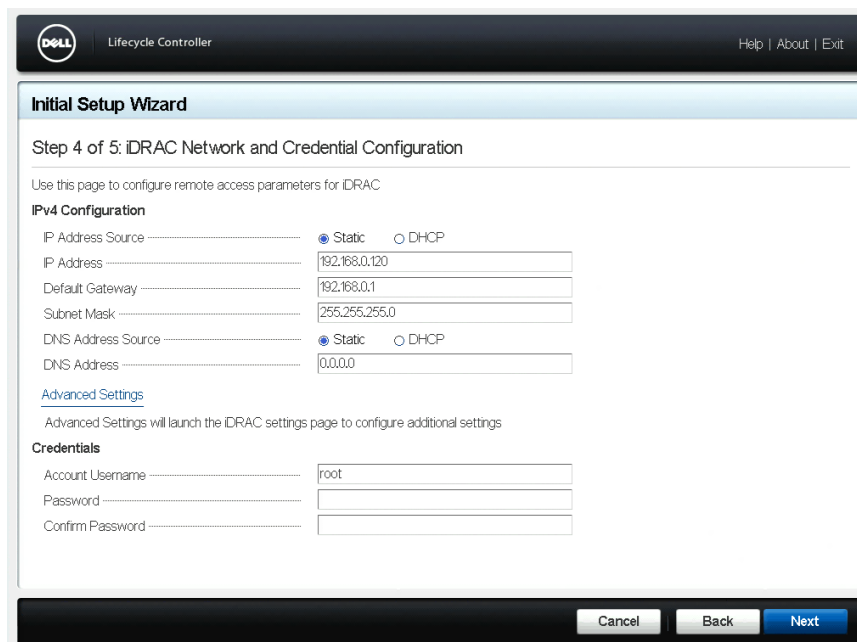 DELL
Lifecycle Controller
Help | About | Exit
Initial Setup Wizard
Step 4 of 5: iDRAC Network and Credential Configuration
Use this page to configure remote access parameters for iDRAC
IPv4 Configuration
IP Address Source Static DHCP
IP Address 192.168.0.120
Default Gateway 192.168.0.1
Subnet Mask 255.255.255.0
DNS Address Source Static DHCP
DNS Address 0.0.0.0
Advanced Settings
Advanced Settings will launch the iDRAC settings page to configure additional settings
Credentials
Account Username root
Password
Confirm Password
Cancel Back Next